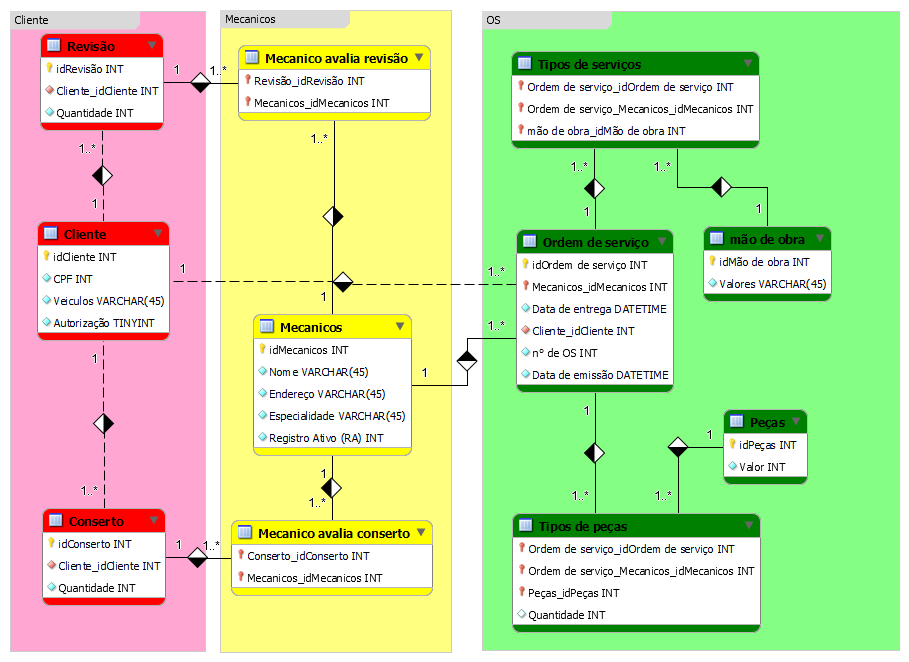 Cliente
Revisão
idRevisão INT
Cliente_idCliente INT
Quantidade INT
1
1..*
1..*
1
Cliente
idCliente INT
CPF INT
Veiculos VARCHAR(45)
Autorização TINYINT
1
1..*
1
1..*
Conserto
idConserto INT
Cliente_idCliente INT
Quantidade INT
1
1..*
Mecanicos
Mecanico avalia revisão
Revisão_idRevisão INT
Mecanicos_idMecanicos INT
1..*
1
Mecanicos
idMecanicos INT
Nome VARCHAR(45)
Endereço VARCHAR(45)
Especialidade VARCHAR(45)
Registro Ativo (RA) INT
1
1..*
1
1..*
Mecanico avalia conserto
Conserto_idConserto INT
Mecanicos_idMecanicos INT
OS
Tipos de serviços
Ordem de serviço_idOrdem de serviço INT
Ordem de serviço_Mecanicos_idMecanicos INT
mão de obra_idMão de obra INT
1..*
1
1..*
1
Ordem de serviço
idOrdem de serviço INT
Mecanicos_idMecanicos INT
Data de entrega DATETIME
Cliente_idCliente INT
nº de OS INT
Data de emissão DATETIME
mão de obra
idMão de obra INT
Valores VARCHAR(45)
1
1..*
1
1..*
Peças
idPeças INT
Valor INT
Tipos de peças
Ordem de serviço_idOrdem de serviço INT
Ordem de serviço_Mecanicos_idMecanicos INT
Peças_idPeças INT
Quantidade INT